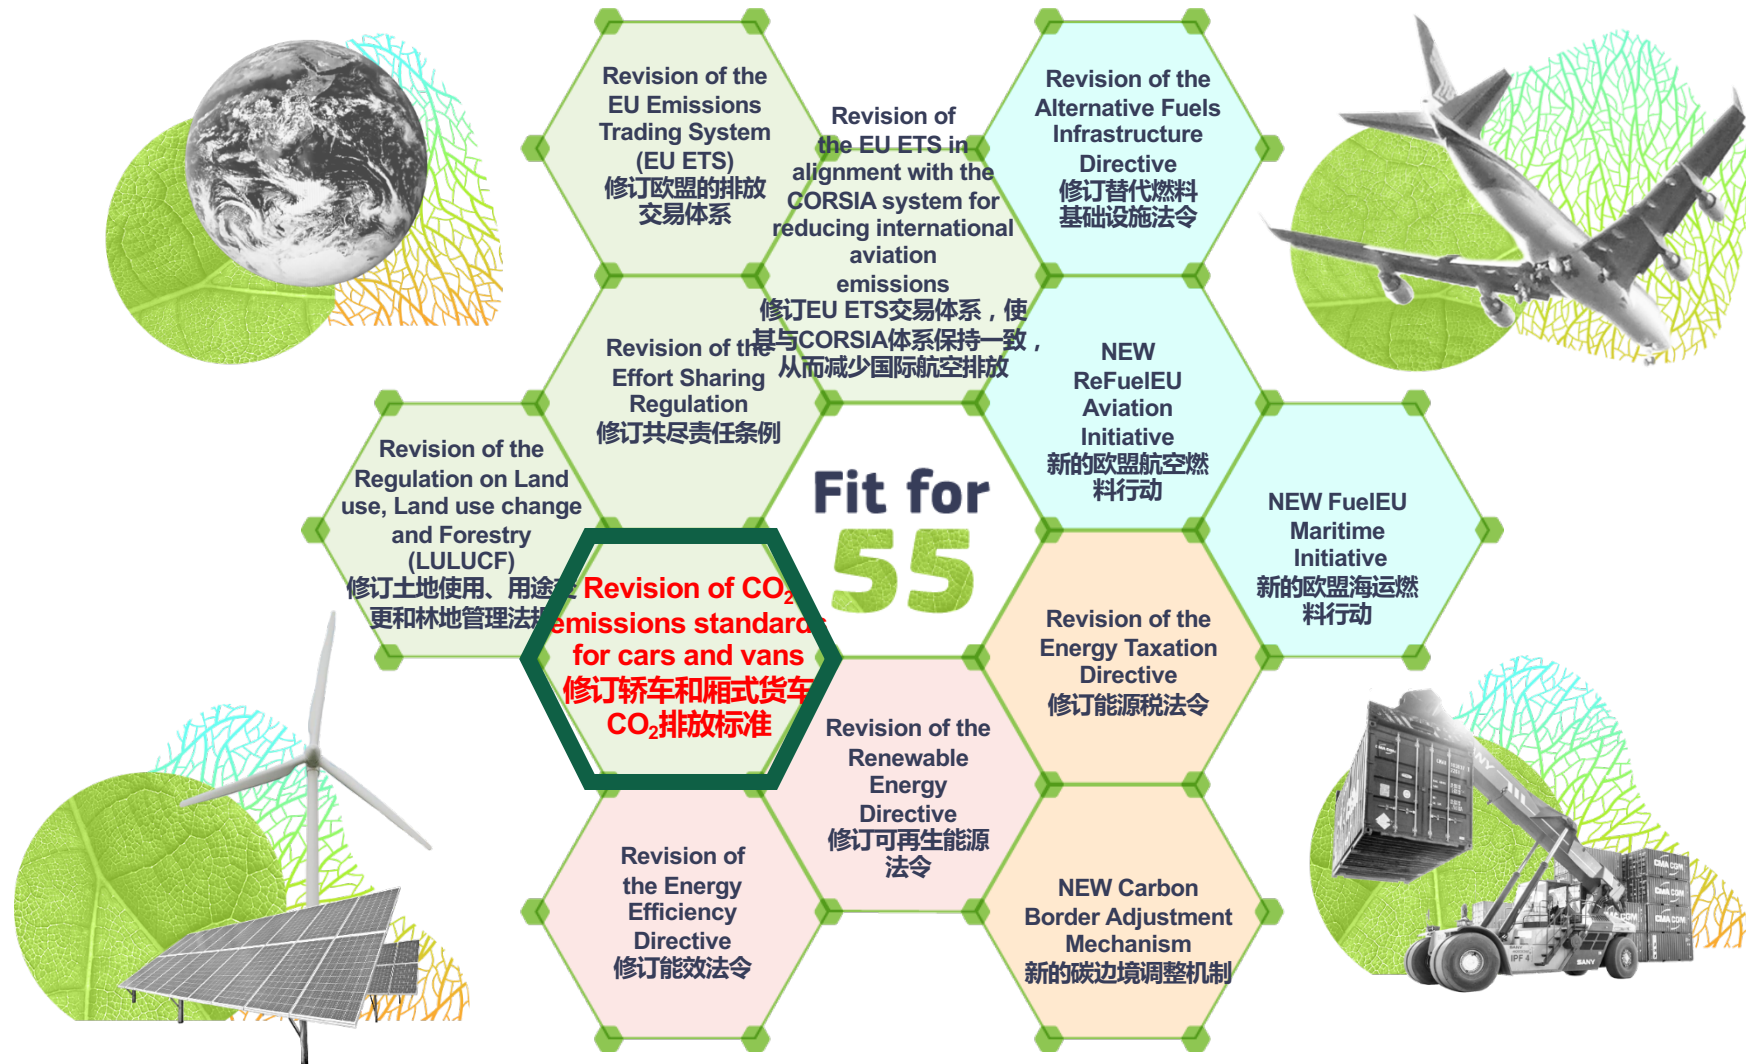 Revision of the
EU Emissions
Trading System
(EU ETS)
修订欧盟的排放
交易体系
Revision of
the EU ETS in
alignment with the
CORSIA system for
reducing international
aviation
emissions
修订EU ETS交易体系，使
其与CORSIA体系保持一致，
从而减少国际航空排放
Revision of the
Alternative Fuels
Infrastructure
Directive
修订替代燃料
基础设施法令
Revision of the
Effort Sharing
Regulation
修订共尽责任条例
NEW
ReFuelEU
Aviation
Initiative
新的欧盟航空燃
料行动
Revision of the
Regulation on Land
use, Land use change
and Forestry
(LULUCF)
修订土地使用、用途变
更和林地管理法规
Fit for
55
NEW FuelEU
Maritime
Initiative
新的欧盟海运燃
料行动
Revision of CO₂
emissions standards
for cars and vans
修订轿车和厢式货车
CO₂排放标准
Revision of the
Energy Taxation
Directive
修订能源税法令
Revision of the
Renewable
Energy
Directive
修订可再生能源
法令
Revision of
the Energy
Efficiency
Directive
修订能效法令
NEW Carbon
Border Adjustment
Mechanism
新的碳边境调整机制
SANY
IPF 4
CMA CGM
CMA CGM
CMA CGM